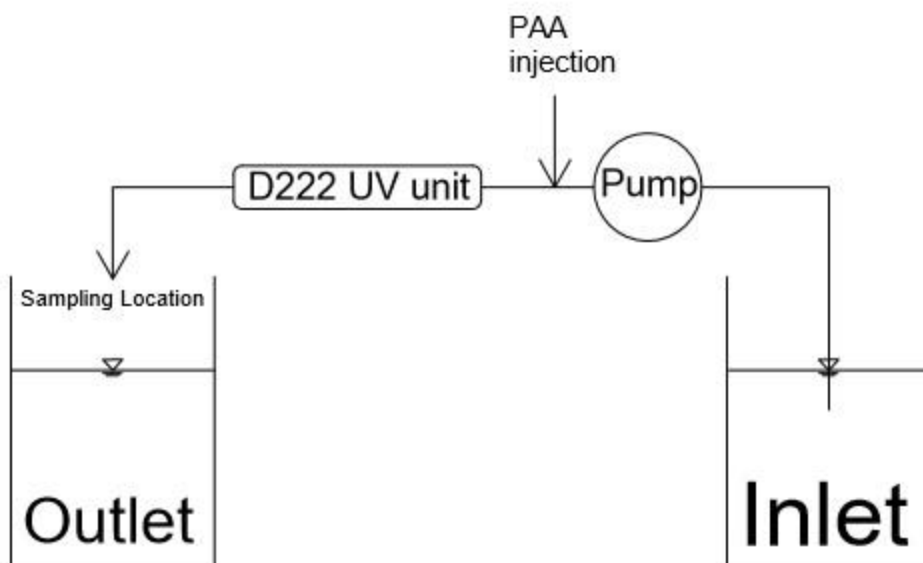 PAA
injection
D222 UV unit
Pump
Sampling Location
Outlet
Inlet